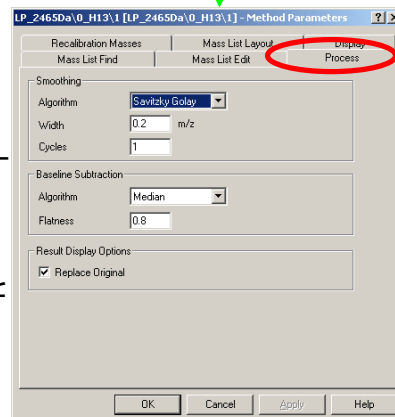 LP_2465Da\0_H13\1 [LP_2465Da\0_H13\1] - Method Parameters
Recalibration Masses Mass List Layout Display
Mass List Find Mass List Edit Process
Smoothing
Algorithm Savitzky Golay
Width 0.2 m/z
Cycles 1
Baseline Subtraction
Algorithm Median
Flatness 0.8
Result Display Options
Replace Original
OK Cancel Apply Help